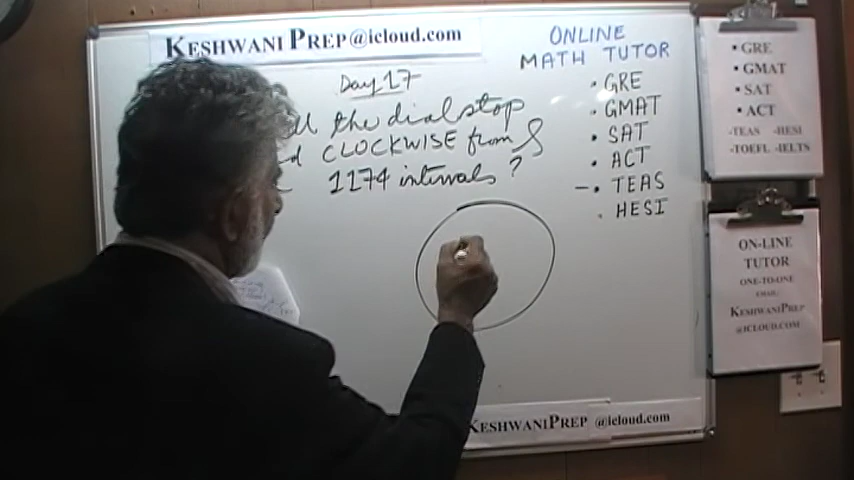 KESHWANI PREP@icloud.com
Day 17
the dial stop
CLOCKWISE from S
1174 intervals ?
ONLINE
MATH TUTOR
• GRE
• GMAT
• SAT
• ACT
- • TEAS
• HESI
• GRE
• GMAT
• SAT
• ACT
-TEAS -HESI
-TOEFL -IELTS
ON-LINE
TUTOR
ONE-TO-ONE
EMAIL:
KESHWANIPREP
@ICLOUD.COM
KESHWANIPREP @icloud.com